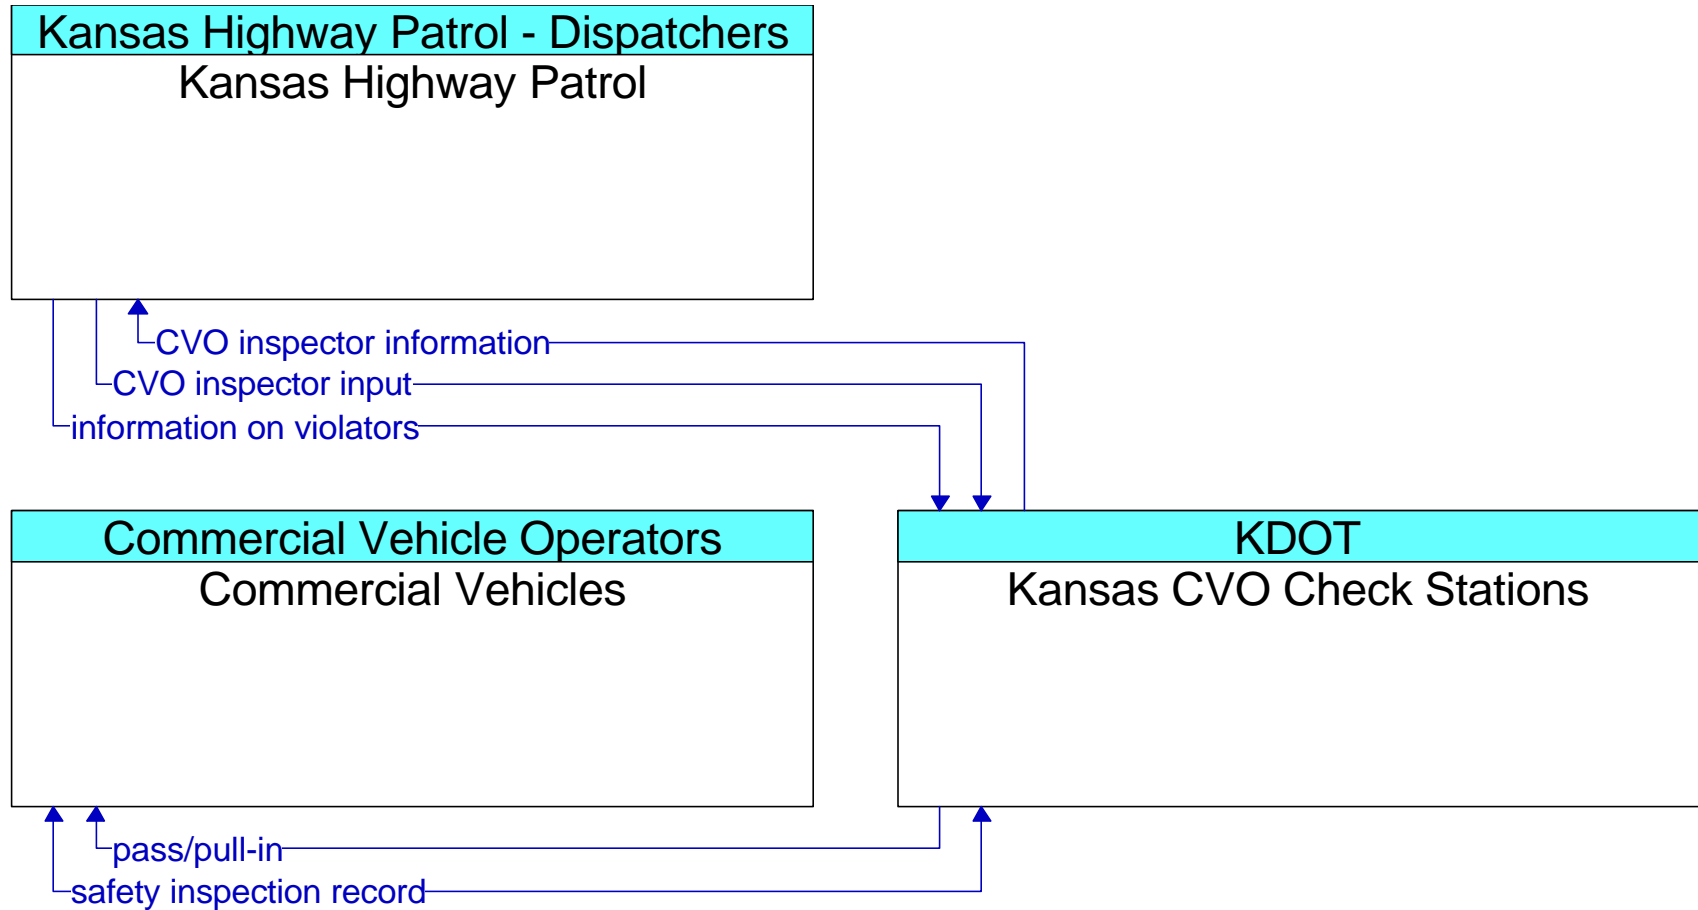 Kansas Highway Patrol - Dispatchers
Kansas Highway Patrol
CVO inspector information
CVO inspector input
information on violators
Commercial Vehicle Operators
Commercial Vehicles
KDOT
Kansas CVO Check Stations
pass/pull-in
safety inspection record